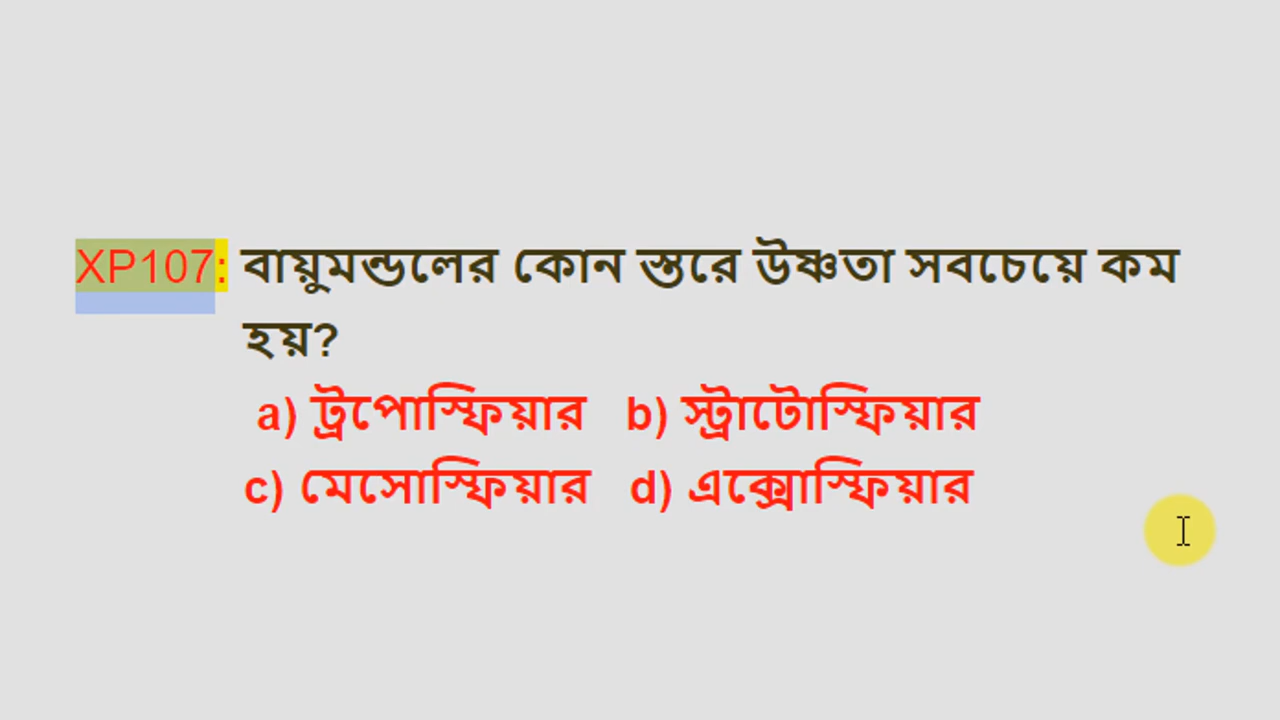 XP107: বায়ুমন্ডলের কোন স্তরে উষ্ণতা সবচেয়ে কম
হয়?
a) ট্রপোস্ফিয়ার b) স্ট্রাটোস্ফিয়ার
c) মেসোস্ফিয়ার d) এক্সোস্ফিয়ার